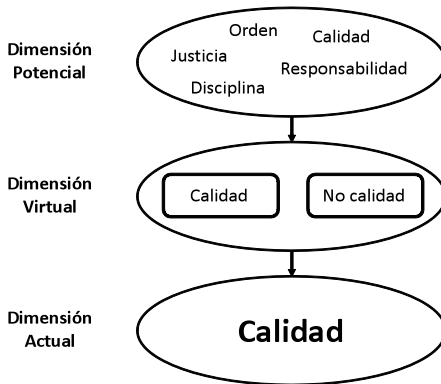 Dimensión
Potencial
Orden
Calidad
Justicia
Responsabilidad
Disciplina
Dimensión
Virtual
Calidad
No calidad
Dimensión
Actual
Calidad